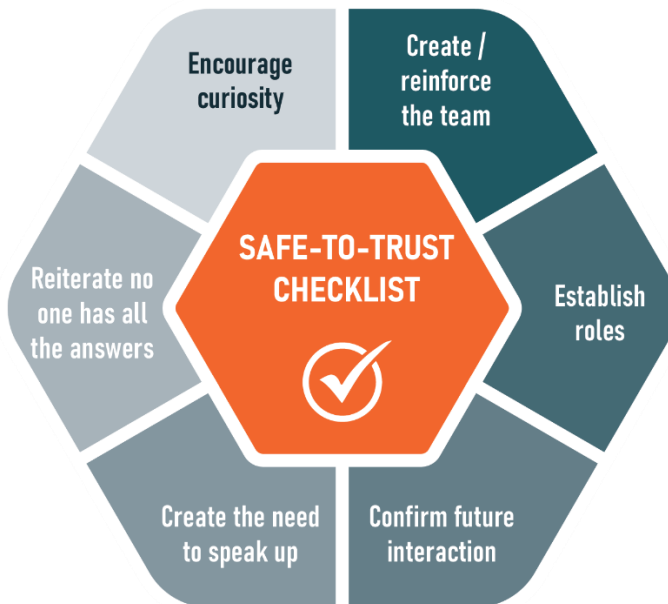 SAFE-TO-TRUST
CHECKLIST
Create /
reinforce
the team
Establish
roles
Confirm future
interaction
Create the need
to speak up
Reiterate no
one has all
the answers
Encourage
curiosity